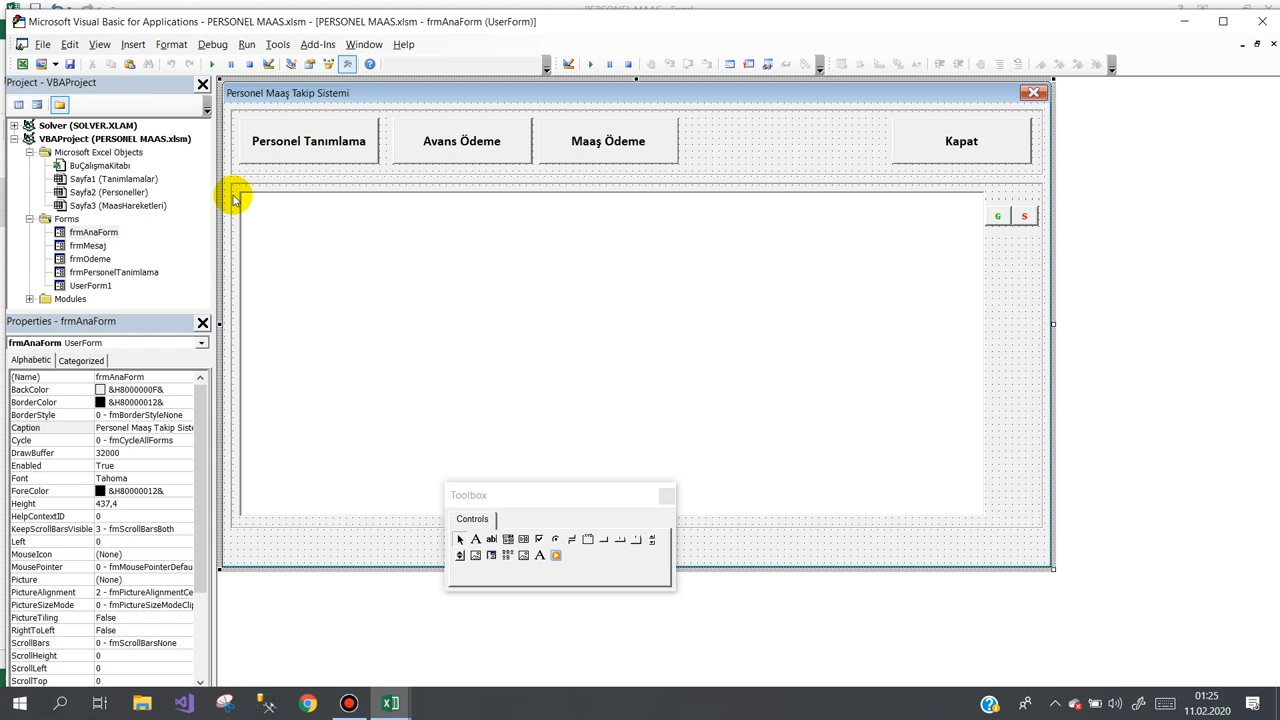 PERSONEL MAAS - Excel
Microsoft Visual Basic for Applications - PERSONEL MAAS.xlsm - [PERSONEL MAAS.xlsm - frmAnaForm (UserForm)]
File Edit View Insert Format Debug Run Tools Add-Ins Window Help
Project - VBAProject
Solver (SOLVER.XLAM)
VBAProject (PERSONEL MAAS.xlsm)
Microsoft Excel Objects
BuÇalışmaKitabı
Sayfa1 (Tanimlamalar)
Sayfa2 (Personeller)
Sayfa3 (MaasHareketleri)
Forms
frmAnaForm
frmMesaj
frmOdeme
frmPersonelTanimlama
UserForm1
Modules
Properties - frmAnaForm
frmAnaForm UserForm
Alphabetic Categorized
(Name) frmAnaForm
BackColor &H8000000F&
BorderColor &H80000012&
BorderStyle 0 - fmBorderStyleNone
Caption Personel Maaş Takip Siste
Cycle 0 - fmCycleAllForms
DrawBuffer 32000
Enabled True
Font Tahoma
ForeColor &H80000012&
Height 437,4
HelpContextID 0
KeepScrollBarsVisible 3 - fmScrollBarsBoth
Left 0
MouseIcon (None)
MousePointer 0 - fmMousePointerDefau
Picture (None)
PictureAlignment 2 - fmPictureAlignmentCe
PictureSizeMode 0 - fmPictureSizeModeClip
PictureTiling False
RightToLeft False
ScrollBars 0 - fmScrollBarsNone
ScrollHeight 0
ScrollLeft 0
ScrollTop 0
Personel Maaş Takip Sistemi
Personel Tanımlama Avans Ödeme Maaş Ödeme Kapat
G S
Toolbox
Controls
01:25
11.02.2020